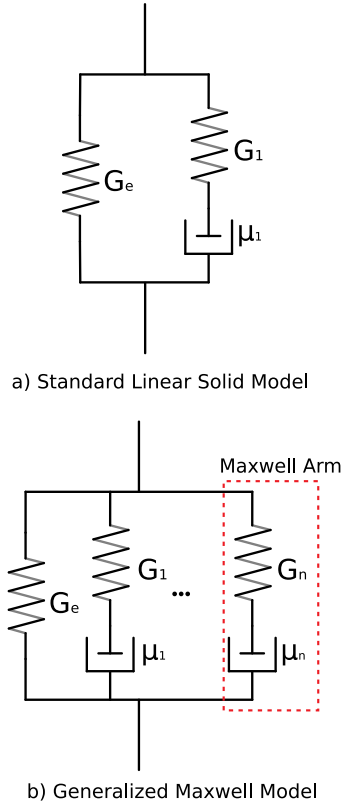 Gₑ
G₁
μ₁
a) Standard Linear Solid Model
Maxwell Arm
Gₑ
G₁
...
Gₙ
μ₁
μₙ
b) Generalized Maxwell Model